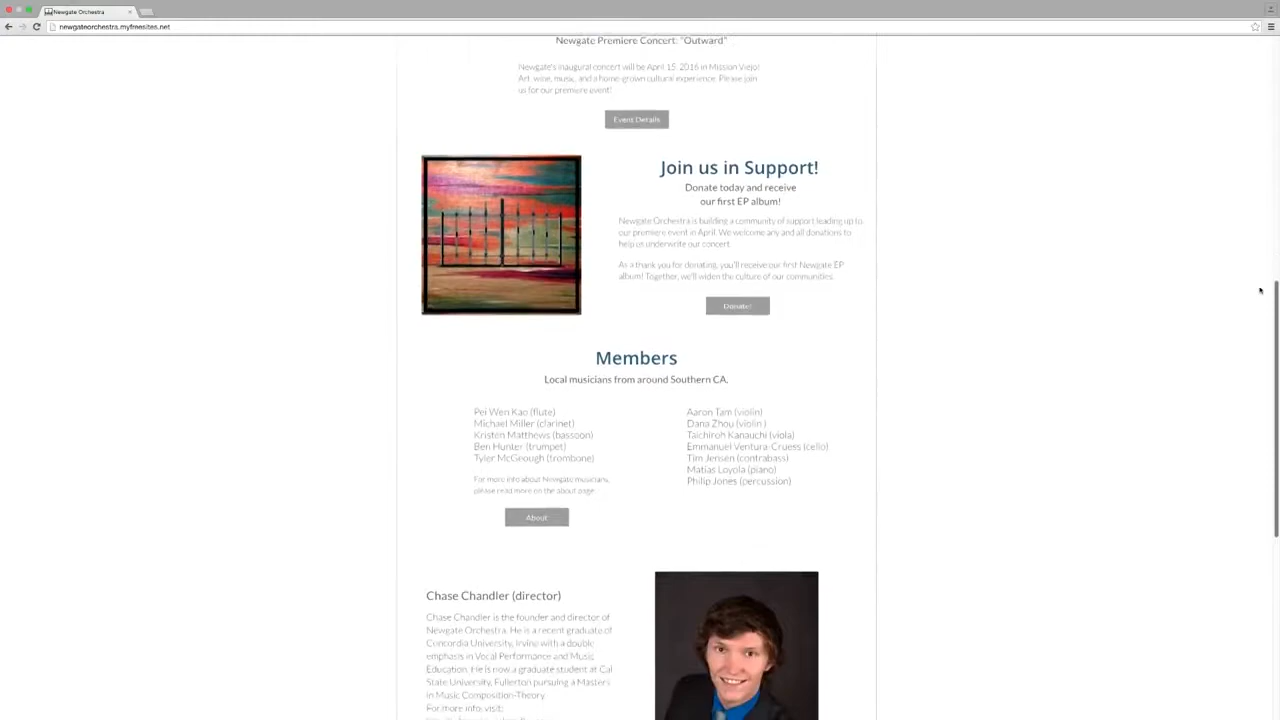 Newgate Orchestra
newgateorchestra.myfreesites.net
Newgate Premiere Concert: "Outward"
Newgate's inaugural concert will be April 15, 2016 in Mission Viejo!
Art, wine, music, and a home-grown cultural experience. Please join
us for our premiere event!
Event Details
Join us in Support!
Donate today and receive
our first EP album!
Newgate Orchestra is building a community of support leading up to
our premiere event in April. We welcome any and all donations to
help us underwrite our concert.
As a thank you for donating, you'll receive our first Newgate EP
album! Together, we'll widen the culture of our communities.
Donate!
Members
Local musicians from around Southern CA.
Pei Wen Kao (flute)
Michael Miller (clarinet)
Kristen Matthews (bassoon)
Ben Hunter (trumpet)
Tyler McGeough (trombone)
For more info about Newgate musicians,
please read more on the about page.
About
Aaron Tam (violin)
Dana Zhou (violin )
Taichiroh Kanauchi (viola)
Emmanuel Ventura-Cruess (cello)
Tim Jensen (contrabass)
Matias Loyola (piano)
Philip Jones (percussion)
Chase Chandler (director)
Chase Chandler is the founder and director of
Newgate Orchestra. He is a recent graduate of
Concordia University, Irvine with a double
emphasis in Vocal Performance and Music
Education. He is now a graduate student at Cal
State University, Fullerton pursuing a Masters
in Music Composition-Theory.
For more info, visit: